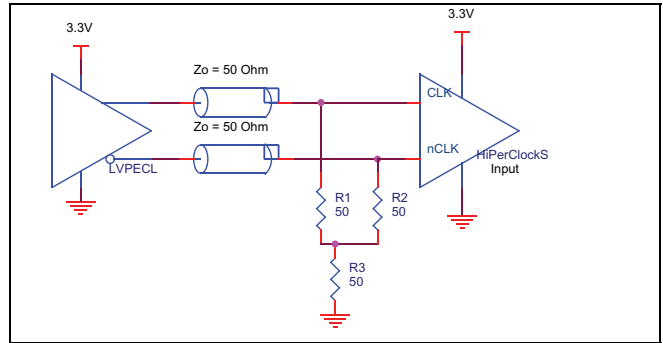 3.3V
3.3V
Zo = 50 Ohm
CLK
Zo = 50 Ohm
nCLK
LVPECL
HiPerClockS
Input
R1
50
R2
50
R3
50